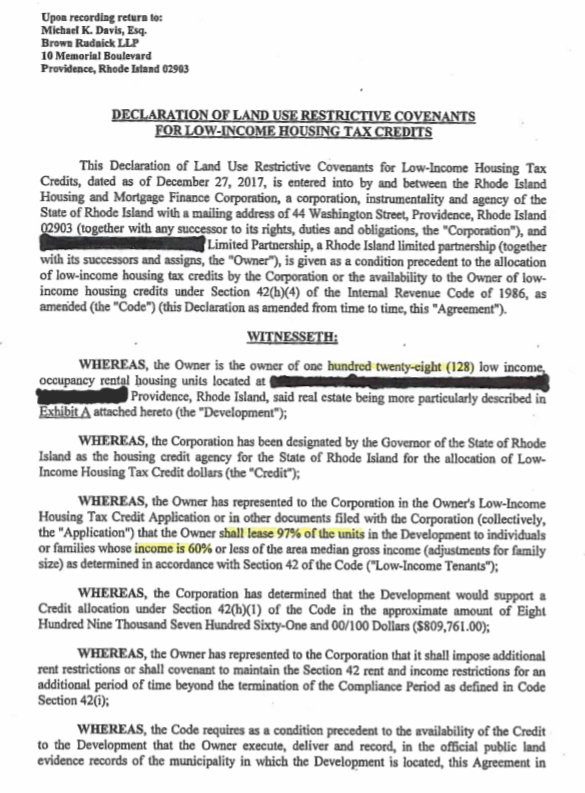 Upon recording return to:
Michael K. Davis, Esq.
Brown Rudnick LLP
10 Memorial Boulevard
Providence, Rhode Island 02903
DECLARATION OF LAND USE RESTRICTIVE COVENANTS
FOR LOW-INCOME HOUSING TAX CREDITS
This Declaration of Land Use Restrictive Covenants for Low-Income Housing Tax
Credits, dated as of December 27, 2017, is entered into by and between the Rhode Island
Housing and Mortgage Finance Corporation, a corporation, instrumentality and agency of the
State of Rhode Island with a mailing address of 44 Washington Street, Providence, Rhode Island
02903 (together with any successor to its rights, duties and obligations, the "Corporation"), and
Limited Partnership, a Rhode Island limited partnership (together
with its successors and assigns, the "Owner"), is given as a condition precedent to the allocation
of low-income housing tax credits by the Corporation or the availability to the Owner of low-
income housing credits under Section 42(h)(4) of the Internal Revenue Code of 1986, as
amended (the "Code") (this Declaration as amended from time to time, this "Agreement").
WITNESSETH:
WHEREAS, the Owner is the owner of one hundred twenty-eight (128) low income,
occupancy rental housing units located at
Providence, Rhode Island, said real estate being more particularly described in
Exhibit A attached hereto (the "Development");
WHEREAS, the Corporation has been designated by the Governor of the State of Rhode
Island as the housing credit agency for the State of Rhode Island for the allocation of Low-
Income Housing Tax Credit dollars (the "Credit");
WHEREAS, the Owner has represented to the Corporation in the Owner's Low-Income
Housing Tax Credit Application or in other documents filed with the Corporation (collectively,
the "Application") that the Owner shall lease 97% of the units in the Development to individuals
or families whose income is 60% or less of the area median gross income (adjustments for family
size) as determined in accordance with Section 42 of the Code ("Low-Income Tenants");
WHEREAS, the Corporation has determined that the Development would support a
Credit allocation under Section 42(h)(1) of the Code in the approximate amount of Eight
Hundred Nine Thousand Seven Hundred Sixty-One and 00/100 Dollars ($809,761.00);
WHEREAS, the Owner has represented to the Corporation that it shall impose additional
rent restrictions or shall covenant to maintain the Section 42 rent and income restrictions for an
additional period of time beyond the termination of the Compliance Period as defined in Code
Section 42(i);
WHEREAS, the Code requires as a condition precedent to the availability of the Credit
to the Development that the Owner execute, deliver and record, in the official public land
evidence records of the municipality in which the Development is located, this Agreement in